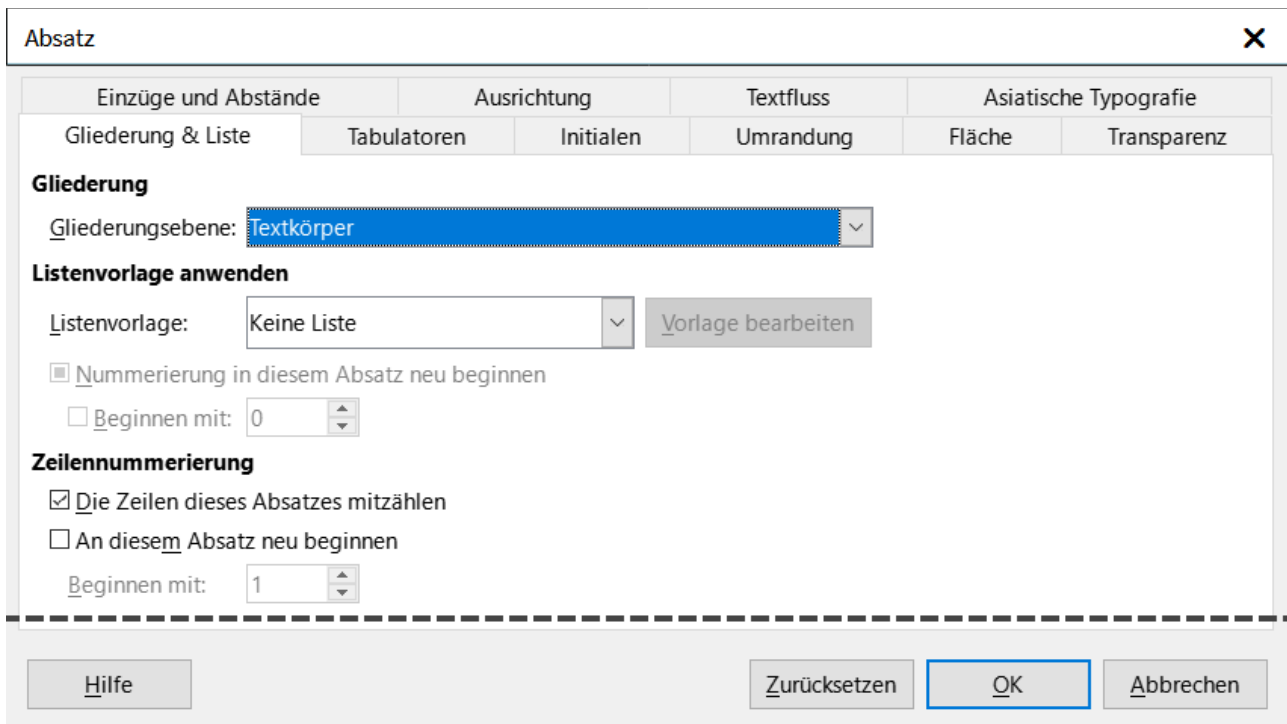 Absatz
Einzüge und Abstände Ausrichtung Textfluss Asiatische Typografie
Gliederung & Liste Tabulatoren Initialen Umrandung Fläche Transparenz
Gliederung
Gliederungsebene: Textkörper
Listenvorlage anwenden
Listenvorlage: Keine Liste Vorlage bearbeiten
Nummerierung in diesem Absatz neu beginnen
Beginnen mit: 0
Zeilennummerierung
Die Zeilen dieses Absatzes mitzählen
An diesem Absatz neu beginnen
Beginnen mit: 1
Hilfe Zurücksetzen OK Abbrechen